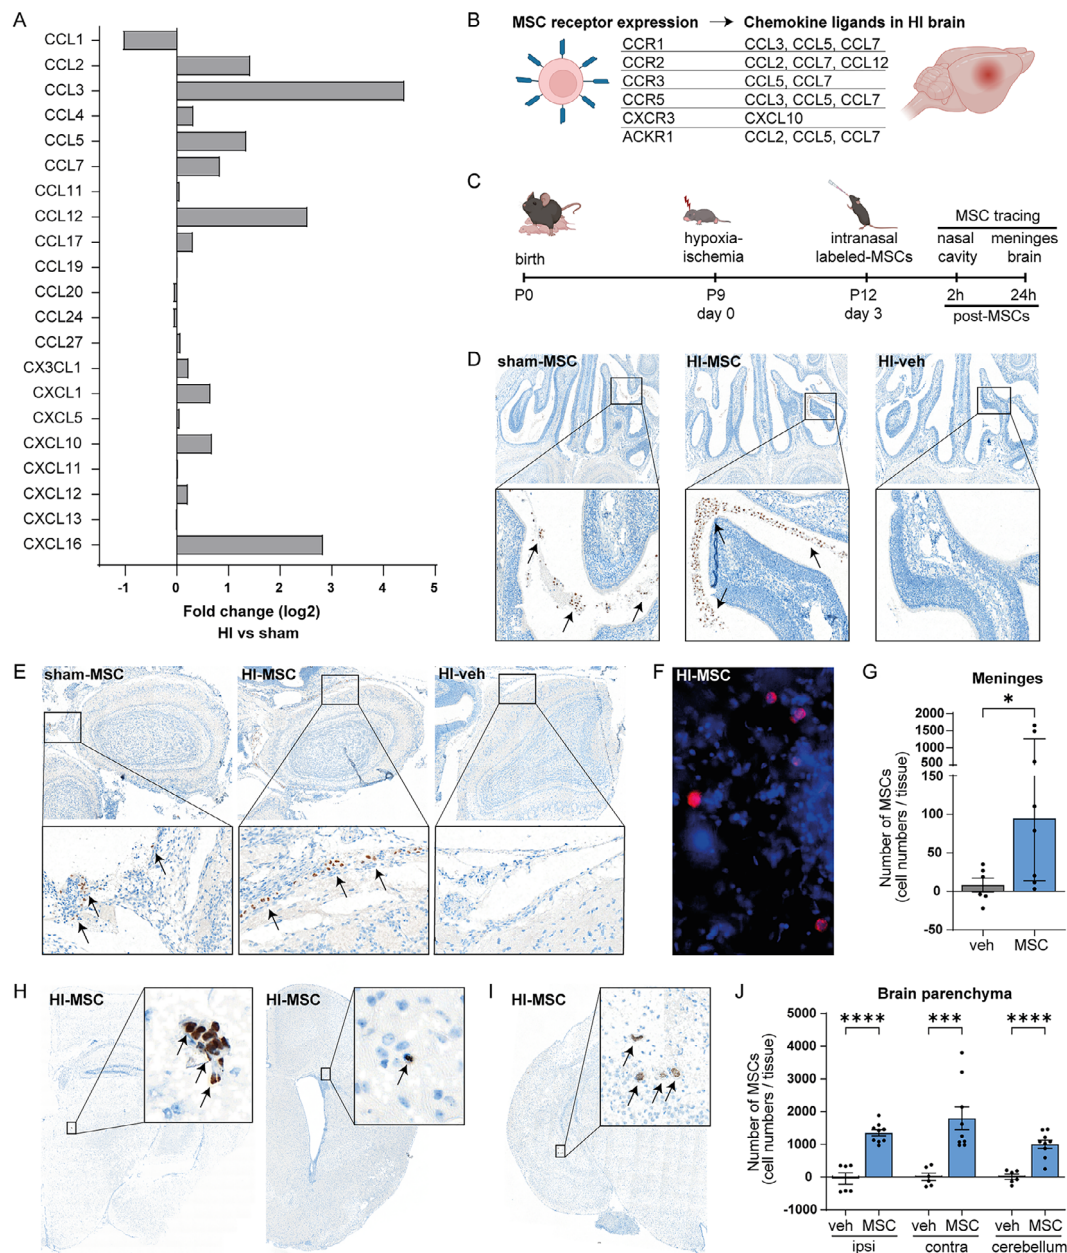 A
CCL1
CCL2
CCL3
CCL4
CCL5
CCL7
CCL11
CCL12
CCL17
CCL19
CCL20
CCL24
CCL27
CX3CL1
CXCL1
CXCL5
CXCL10
CXCL11
CXCL12
CXCL13
CXCL16
-1 0 1 2 3 4 5
Fold change (log2)
HI vs sham
B
MSC receptor expression → Chemokine ligands in HI brain
CCR1 CCL3, CCL5, CCL7
CCR2 CCL2, CCL7, CCL12
CCR3 CCL5, CCL7
CCR5 CCL3, CCL5, CCL7
CXCR3 CXCL10
ACKR1 CCL2, CCL5, CCL7
C
birth
hypoxia-
ischemia
intranasal
labeled-MSCs
MSC tracing
nasal meninges
cavity brain
P0 P9 P12 2h 24h
day 0 day 3 post-MSCs
D
sham-MSC HI-MSC HI-veh
E
sham-MSC HI-MSC HI-veh
F
HI-MSC
G
Meninges
*
Number of MSCs
(cell numbers / tissue)
2000
1500
1000
500
150
100
50
0
-50
veh MSC
H
HI-MSC HI-MSC
I
HI-MSC
J
Brain parenchyma
**** *** ****
Number of MSCs
(cell numbers / tissue)
5000
4000
3000
2000
1000
0
-1000
veh MSC veh MSC veh MSC
ipsi contra cerebellum